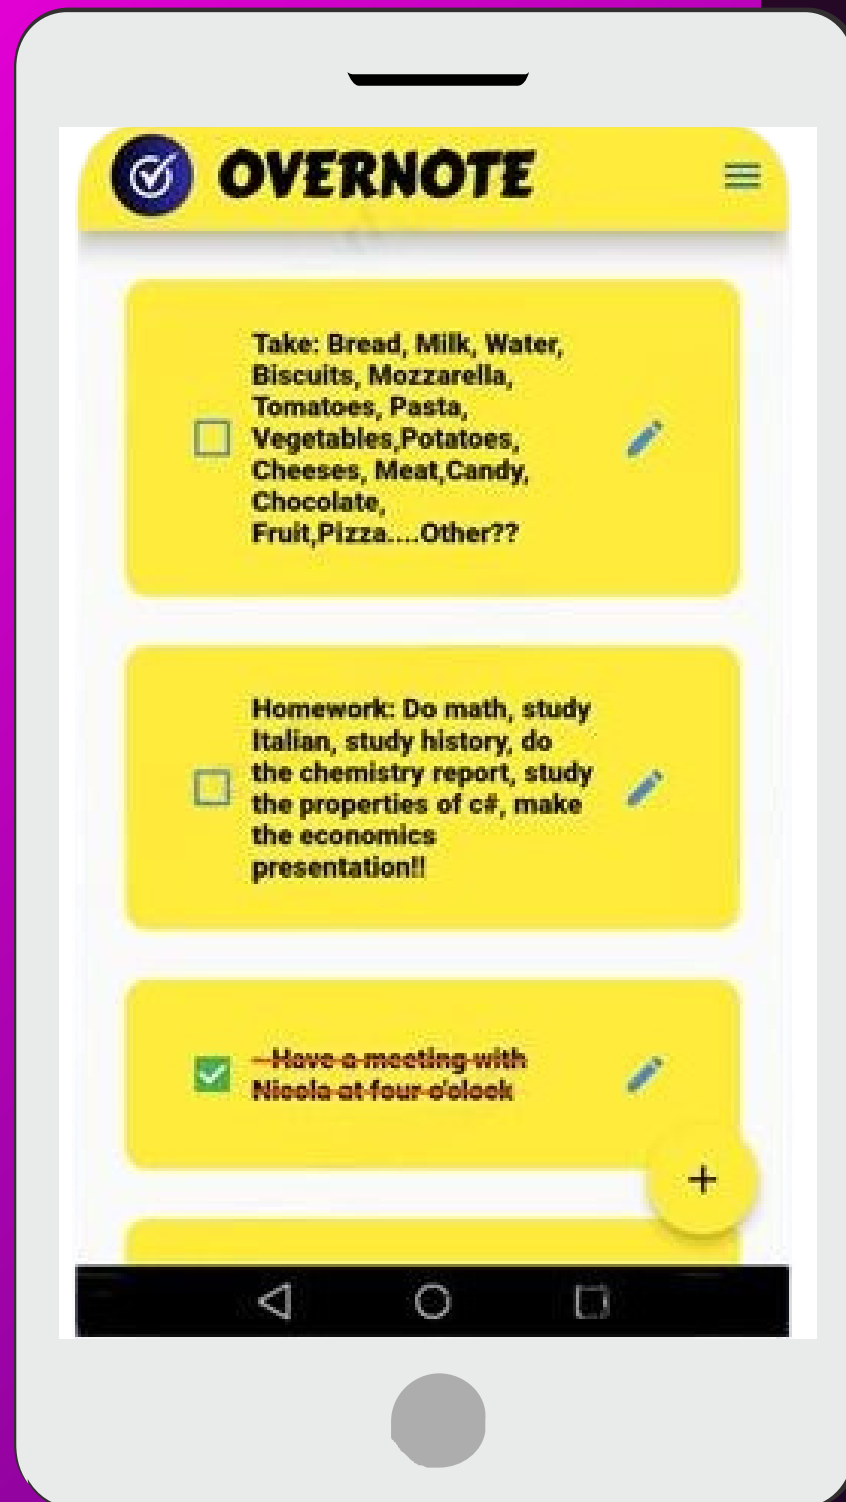 OVERNOTE
Take: Bread, Milk, Water,
Biscuits, Mozzarella,
Tomatoes, Pasta,
Vegetables,Potatoes,
Cheeses, Meat,Candy,
Chocolate,
Fruit,Pizza....Other??
Homework: Do math, study
Italian, study history, do
the chemistry report, study
the properties of c#, make
the economics
presentation!!
--Have a meeting with
Nicola at four o'clock
+